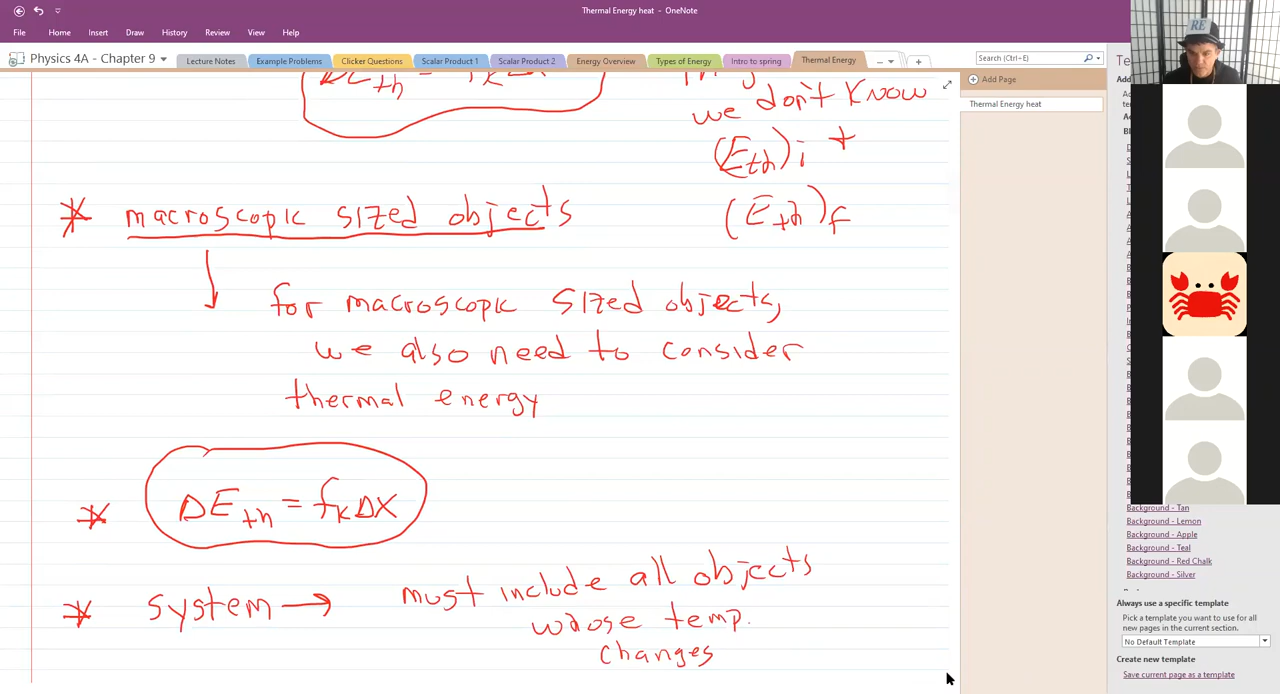 Thermal Energy heat - OneNote
File Home Insert Draw History Review View Help
Physics 4A - Chapter 9
Lecture Notes Example Problems Clicker Questions Scalar Product 1 Scalar Product 2 Energy Overview Types of Energy Intro to spring Thermal Energy
Search (Ctrl+E)
Add Page
Thermal Energy heat
RE
we don't know
(Eth)i +
(Eth)f
* macroscopic sized objects
for macroscopic sized objects,
we also need to consider
thermal energy
* ΔEth = fkΔx
* system → must include all objects
whose temp.
changes
Background - Tan
Background - Lemon
Background - Apple
Background - Teal
Background - Red Chalk
Background - Silver
Always use a specific template
Pick a template you want to use for
all new pages in the current section.
No Default Template
Create new template
Save current page as a template